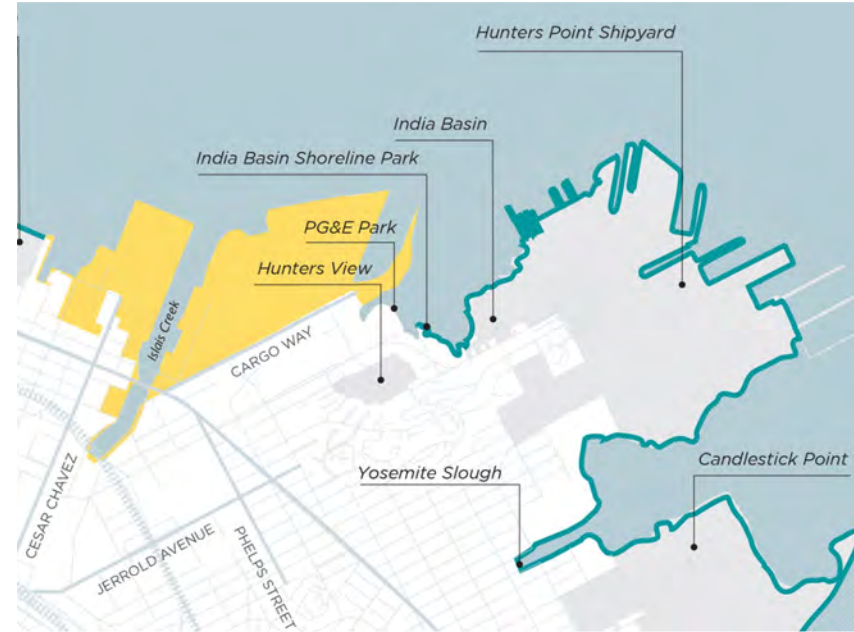 Hunters Point Shipyard
India Basin
India Basin Shoreline Park
PG&E Park
Hunters View
Islais Creek
CARGO WAY
CESAR CHAVEZ
JERROLD AVENUE
PHELPS STREET
Yosemite Slough
Candlestick Point